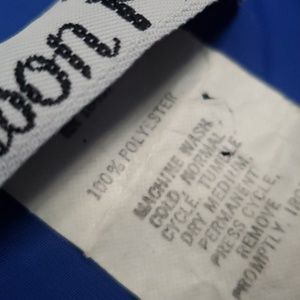 100% POLYESTER
MACHINE WASH,
COLD, NORMAL
CYCLE, TUMBLE
DRY MEDIUM,
PERMANENT
PRESS CYCLE,
REMOVE
PROMPTLY,